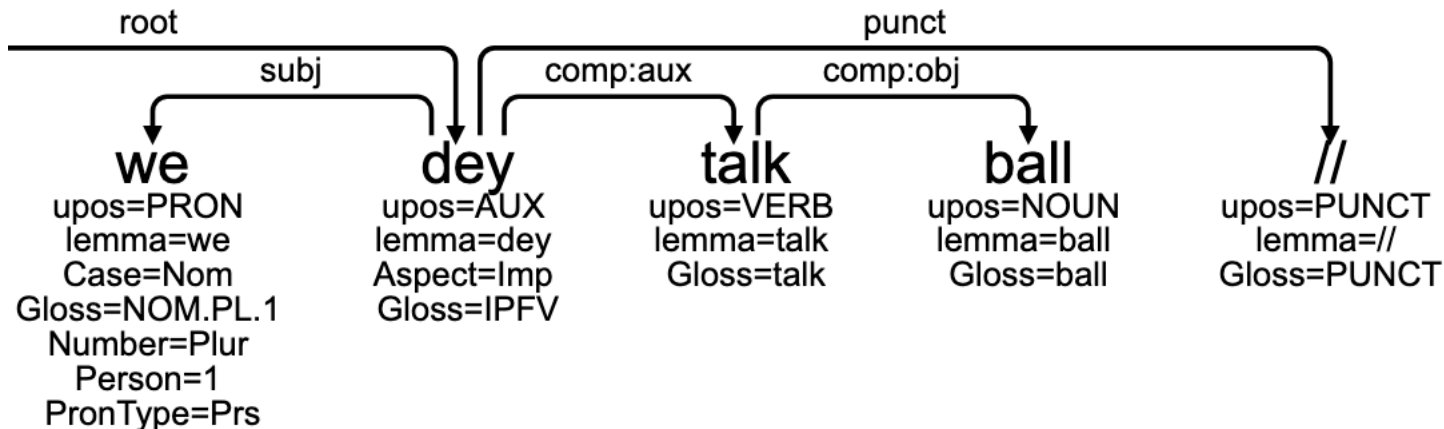 root punct
subj comp:aux comp:obj
we dey talk ball //
upos=PRON upos=AUX upos=VERB upos=NOUN upos=PUNCT
lemma=we lemma=dey lemma=talk lemma=ball lemma=//
Case=Nom Aspect=Imp Gloss=talk Gloss=ball Gloss=PUNCT
Gloss=NOM.PL.1 Gloss=IPFV
Number=Plur
Person=1
PronType=Prs